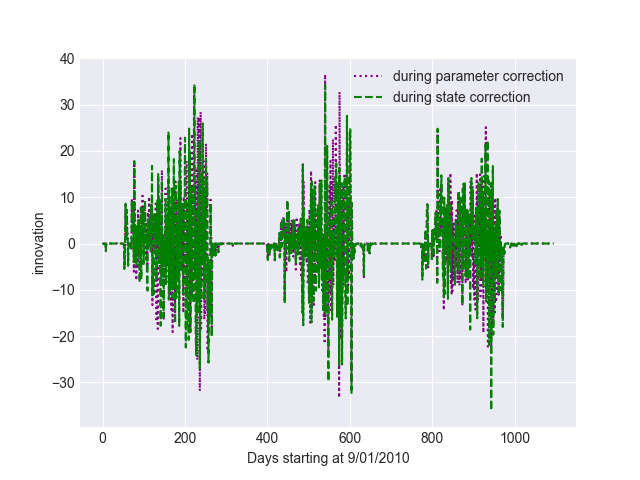 40
30
20
10
0
−10
−20
−30
innovation
during parameter correction
during state correction
0 200 400 600 800 1000
Days starting at 9/01/2010